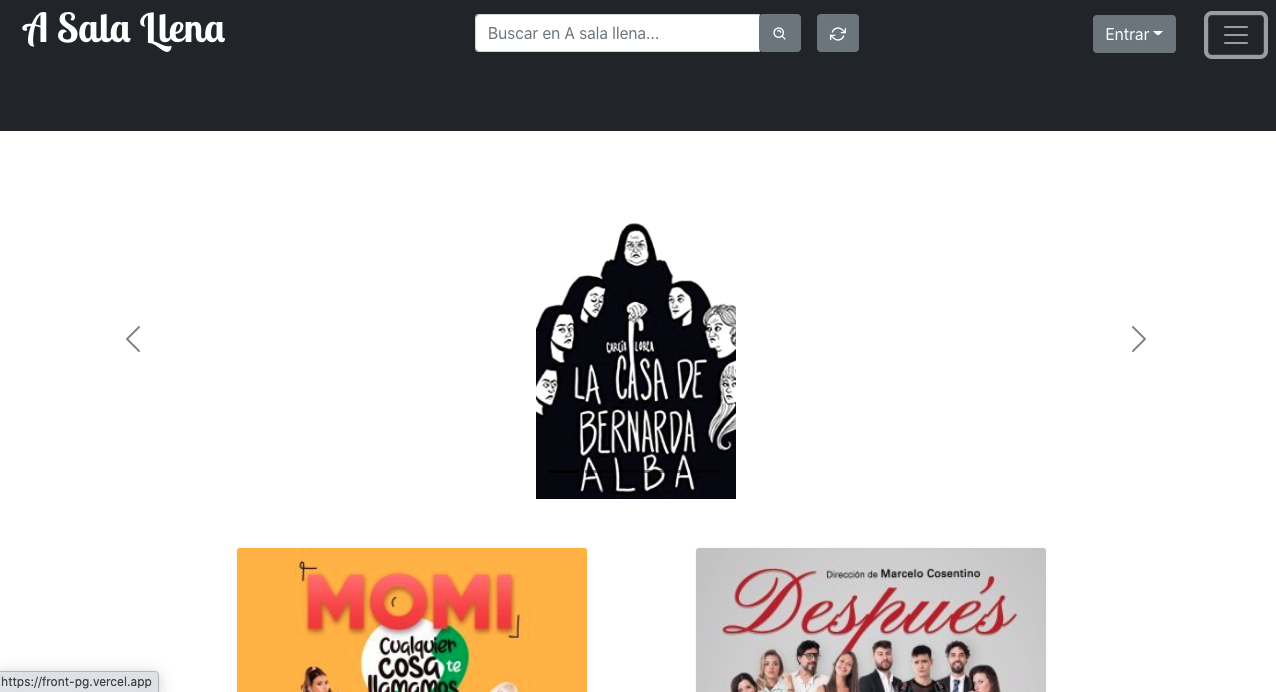 A Sala Llena
Buscar en A sala llena...
Entrar
GARCÍA LORCA
LA CASA DE
BERNARDA
ALBA
MOMI
Cualquier
cosa te
llamamos
Dirección de Marcelo Cosentino
Después
https://front-pg.vercel.app